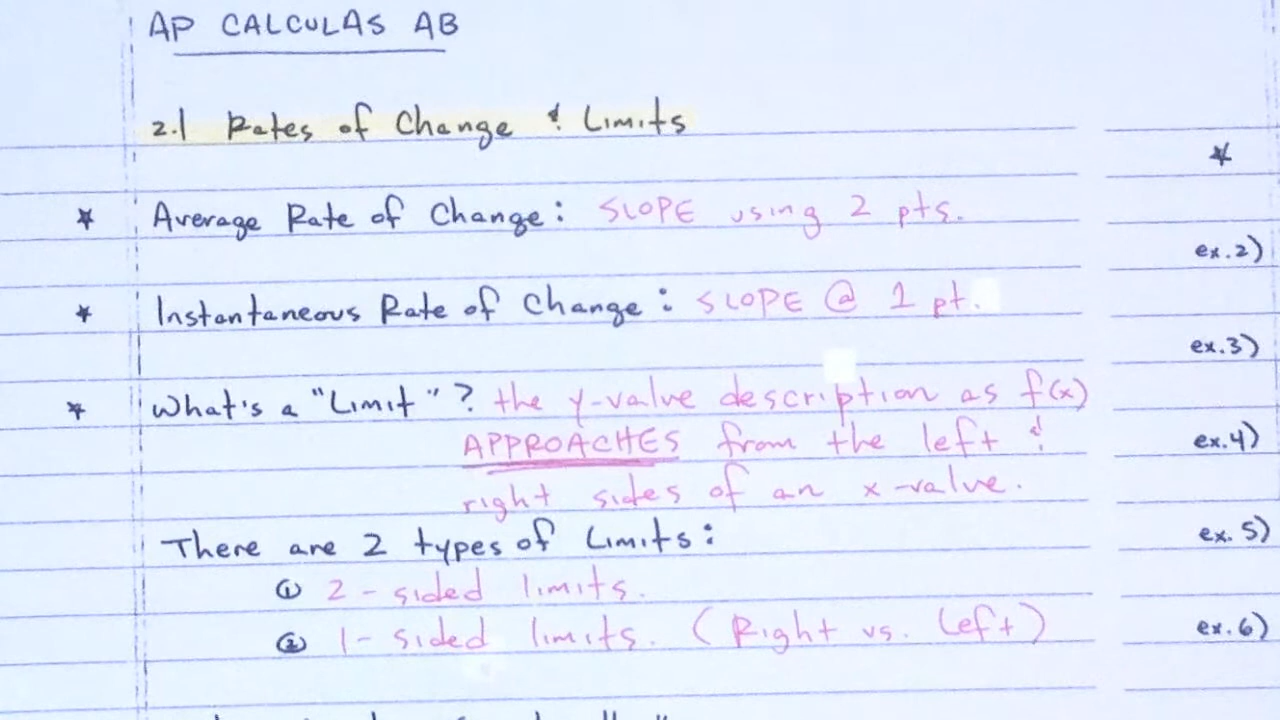 AP CALCULAS AB
2.1 Rates of Change & Limits
*
* Average Rate of Change: SLOPE using 2 pts.
ex.2)
* Instantaneous Rate of Change: SLOPE @ 1 pt.
ex.3)
* What's a "Limit"? the y-value description as f(x)
APPROACHES from the left &
ex.4)
right sides of an x-value.
There are 2 types of Limits:
ex. 5)
① 2-sided limits.
② 1-sided limits. (Right vs. Left)
ex.6)